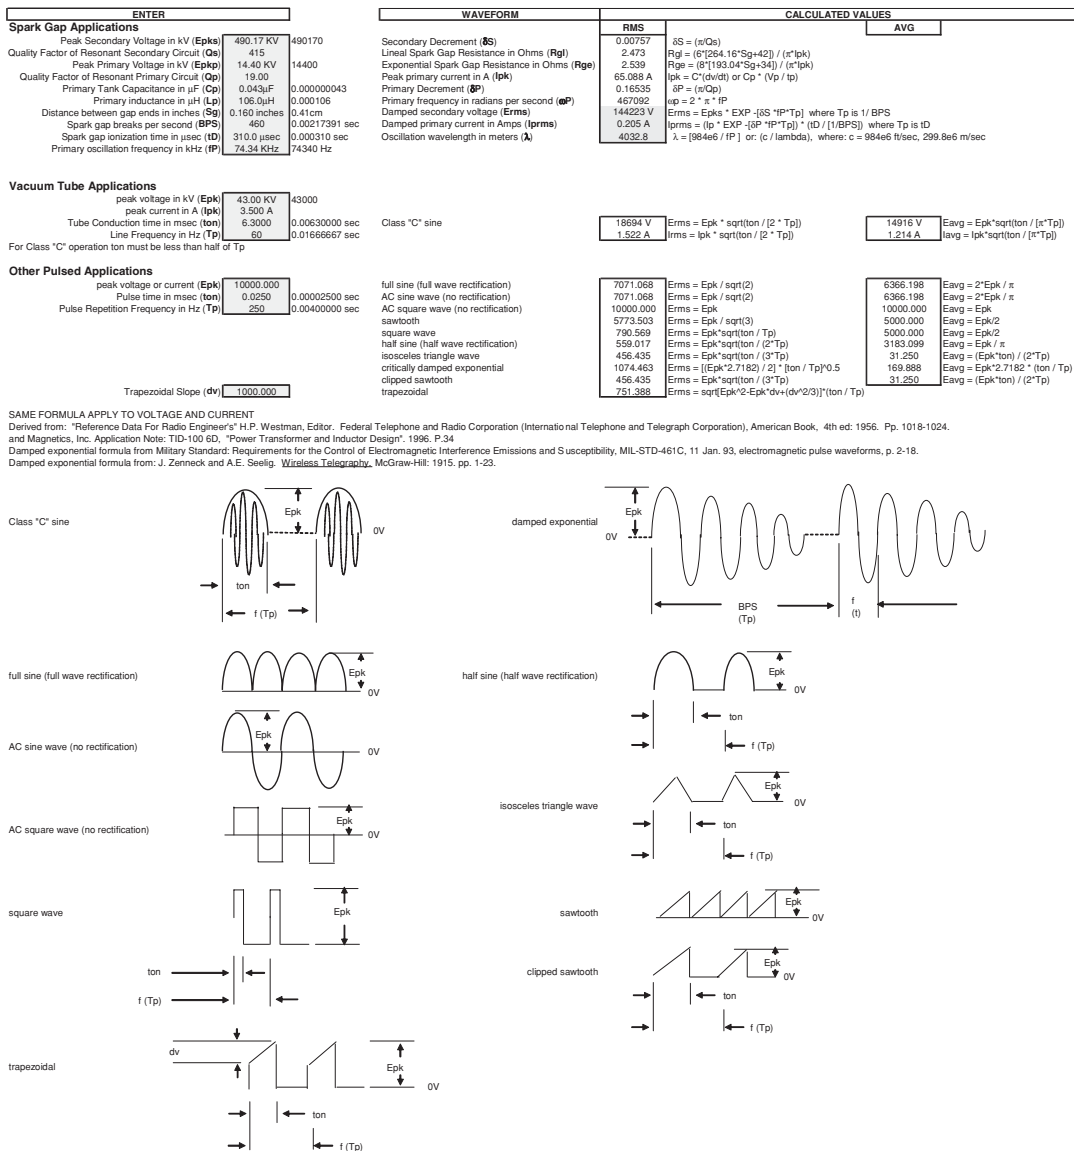 ENTER WAVEFORM CALCULATED VALUES
Spark Gap Applications RMS AVG
Peak Secondary Voltage in kV (Epks) 490.17 KV 490170 Secondary Decrement (δS) 0.00757 δS = (π/Qs)
Quality Factor of Resonant Secondary Circuit (Qs) 415 Lineal Spark Gap Resistance in Ohms (Rgl) 2.473 Rgl = (6*[264.16*Sg+42]) / (π*Ipk)
Peak Primary Voltage in kV (Epkp) 14.40 KV 14400 Exponential Spark Gap Resistance in Ohms (Rge) 2.539 Rge = (8*[193.04*Sg+34]) / (π*Ipk)
Quality Factor of Resonant Primary Circuit (Qp) 19.00 Peak primary current in A (Ipk) 65.088 A Ipk = C*(dv/dt) or Cp * (Vp / tp)
Primary Tank Capacitance in μF (Cp) 0.043μF 0.000000043 Primary Decrement (δP) 0.16535 δP = (π/Qp)
Primary inductance in μH (Lp) 106.0μH 0.000106 Primary frequency in radians per second (ωP) 467092 ωp = 2 * π * fP
Distance between gap ends in inches (Sg) 0.160 inches 0.41cm Damped secondary voltage (Erms) 144223 V Erms = Epks * EXP -[δS *fP*Tp] where Tp is 1/ BPS
Spark gap breaks per second (BPS) 460 0.00217391 sec Damped primary current in Amps (Iprms) 0.205 A Iprms = (Ip * EXP -[δP *fP*Tp]) * (tD / [1/BPS]) where Tp is tD
Spark gap ionization time in μsec (tD) 310.0 μsec 0.000310 sec Oscillation wavelength in meters (λ) 4032.8 λ = [984e6 / fP ] or: (c / lambda), where: c = 984e6 ft/sec, 299.8e6 m/sec
Primary oscillation frequency in kHz (fP) 74.34 KHz 74340 Hz
Vacuum Tube Applications
peak voltage in kV (Epk) 43.00 KV 43000
peak current in A (Ipk) 3.500 A
Tube Conduction time in msec (ton) 6.3000 0.00630000 sec Class "C" sine 18694 V Erms = Epk * sqrt(ton / [2 * Tp]) 14916 V Eavg = Epk*sqrt(ton / [π*Tp])
Line Frequency in Hz (Tp) 60 0.01666667 sec 1.522 A Irms = Ipk * sqrt(ton / [2 * Tp]) 1.214 A Iavg = Ipk*sqrt(ton / [π*Tp])
For Class "C" operation ton must be less than half of Tp
Other Pulsed Applications
peak voltage or current (Epk) 10000.000 full sine (full wave rectification) 7071.068 Erms = Epk / sqrt(2) 6366.198 Eavg = 2*Epk / π
Pulse time in msec (ton) 0.0250 0.00002500 sec AC sine wave (no rectification) 7071.068 Erms = Epk / sqrt(2) 6366.198 Eavg = 2*Epk / π
Pulse Repetition Frequency in Hz (Tp) 250 0.00400000 sec AC square wave (no rectification) 10000.000 Erms = Epk 10000.000 Eavg = Epk
sawtooth 5773.503 Erms = Epk / sqrt(3) 5000.000 Eavg = Epk/2
square wave 790.569 Erms = Epk*sqrt(ton / Tp) 5000.000 Eavg = Epk/2
half sine (half wave rectification) 559.017 Erms = Epk*sqrt(ton / (2*Tp) 3183.099 Eavg = Epk / π
isosceles triangle wave 456.435 Erms = Epk*sqrt(ton / (3*Tp) 31.250 Eavg = (Epk*ton) / (2*Tp)
critically damped exponential 1074.463 Erms = [(Epk*2.7182) / 2] * [ton / Tp]^0.5 169.888 Eavg = Epk*2.7182 * (ton / Tp)
clipped sawtooth 456.435 Erms = Epk*sqrt(ton / (3*Tp) 31.250 Eavg = (Epk*ton) / (2*Tp)
Trapezoidal Slope (dv) 1000.000 trapezoidal 751.388 Erms = sqrt[Epk^2-Epk*dv+(dv^2/3)]*(ton / Tp)
SAME FORMULA APPLY TO VOLTAGE AND CURRENT
Derived from: "Reference Data For Radio Engineer's" H.P. Westman, Editor. Federal Telephone and Radio Corporation (International Telephone and Telegraph Corporation), American Book, 4th ed: 1956. Pp. 1018-1024.
and Magnetics, Inc. Application Note: TID-100 6D, "Power Transformer and Inductor Design". 1996. P.34
Damped exponential formula from Military Standard: Requirements for the Control of Electromagnetic Interference Emissions and Susceptibility, MIL-STD-461C, 11 Jan. 93, electromagnetic pulse waveforms, p. 2-18.
Damped exponential formula from: J. Zenneck and A.E. Seelig. Wireless Telegraphy, McGraw-Hill: 1915. pp. 1-23.
Class "C" sine Epk 0V damped exponential Epk 0V
ton
f (Tp)
BPS (Tp) f (t)
full sine (full wave rectification) Epk 0V half sine (half wave rectification) Epk 0V
ton
f (Tp)
AC sine wave (no rectification) Epk 0V
isosceles triangle wave Epk 0V
ton
f (Tp)
AC square wave (no rectification) Epk 0V
square wave Epk
ton
f (Tp)
sawtooth Epk 0V
clipped sawtooth Epk 0V
ton
f (Tp)
trapezoidal dv Epk 0V
ton
f (Tp)